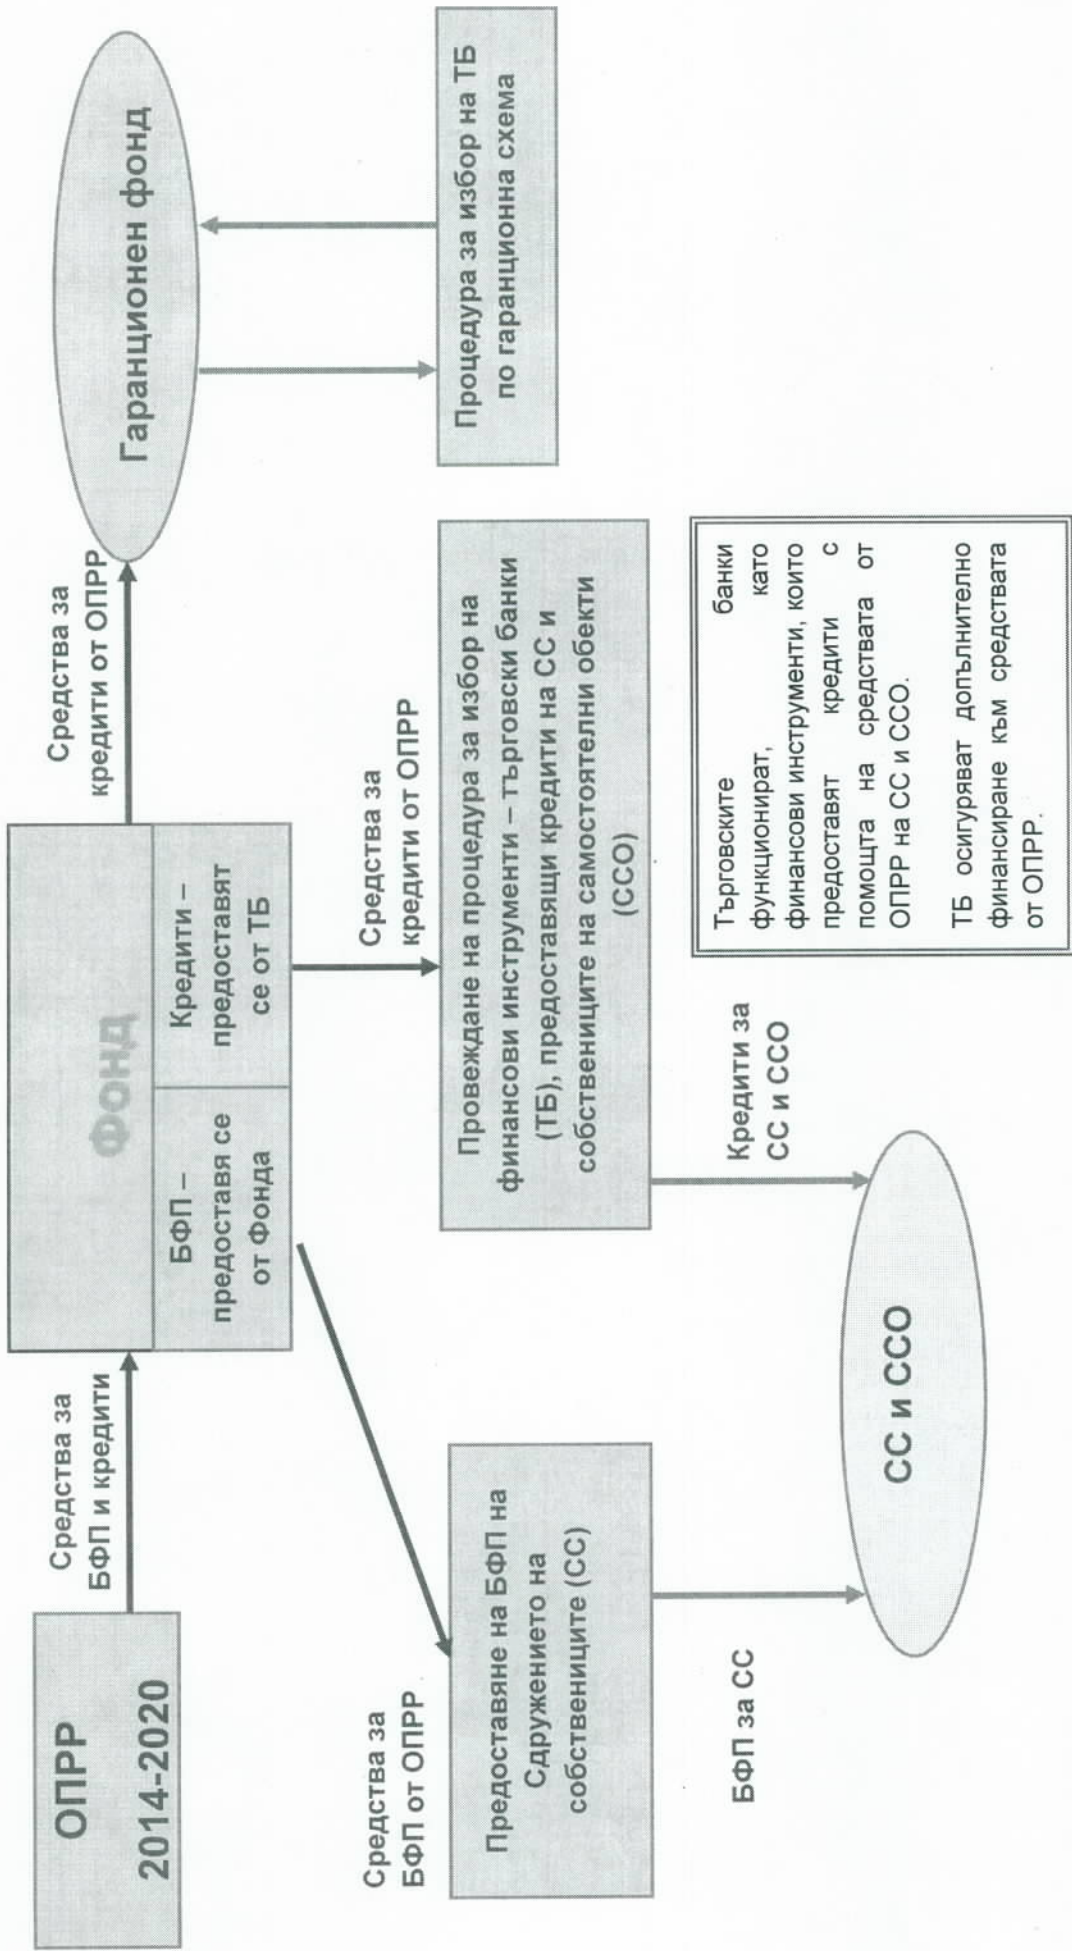 ОПРР
2014-2020
Средства за
БФП и кредити
Фонд
БФП –
предоставя се
от Фонда
Кредити –
предоставят
се от ТБ
Средства за
кредити от ОПРР
Гаранционен фонд
Средства за
БФП от ОПРР
Средства за
кредити от ОПРР
Предоставяне на БФП на
Сдружението на
собствениците (СС)
Провеждане на процедура за избор на
финансови инструменти – търговски банки
(ТБ), предоставящи кредити на СС и
собствениците на самостоятелни обекти
(ССО)
Процедура за избор на ТБ
по гаранционна схема
БФП за СС
Кредити за
СС и ССО
СС и ССО
Търговските банки
функционират, като
финансови инструменти, които
предоставят кредити с
помощта на средствата от
ОПРР на СС и ССО.
ТБ осигуряват допълнително
финансиране към средствата
от ОПРР.